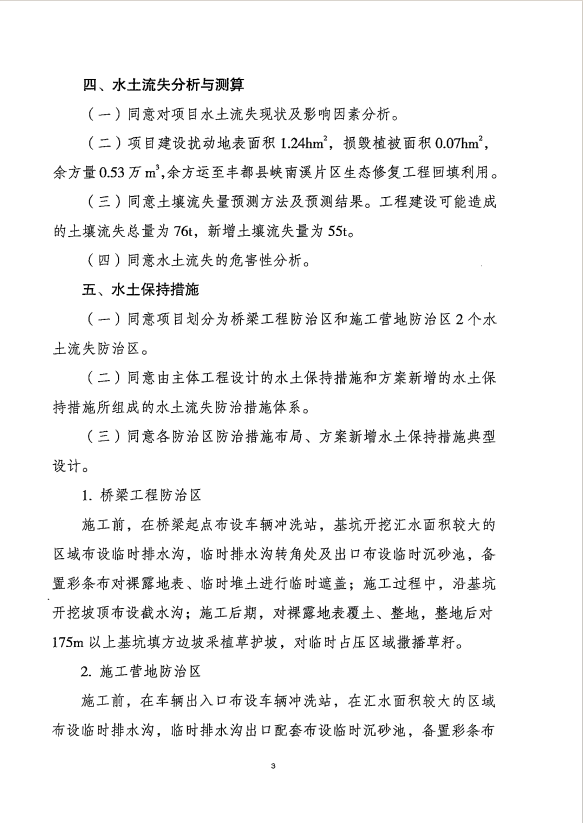 四、水土流失分析与测算
（一）同意对项目水土流失现状及影响因素分析。
（二）项目建设扰动地表面积 1.24hm²，损毁植被面积 0.07hm²，
余方量 0.53 万 m³,余方运至丰都县峡南溪片区生态修复工程回填利用。
（三）同意土壤流失量预测方法及预测结果。工程建设可能造成
的土壤流失总量为 76t，新增土壤流失量为 55t。
（四）同意水土流失的危害性分析。
五、水土保持措施
（一）同意项目划分为桥梁工程防治区和施工营地防治区 2 个水
土流失防治区。
（二）同意由主体工程设计的水土保持措施和方案新增的水土保
持措施所组成的水土流失防治措施体系。
（三）同意各防治区防治措施布局、方案新增水土保持措施典型
设计。
1. 桥梁工程防治区
施工前，在桥梁起点布设车辆冲洗站，基坑开挖汇水面积较大的
区域布设临时排水沟，临时排水沟转角处及出口布设临时沉砂池，备
置彩条布对裸露地表、临时堆土进行临时遮盖；施工过程中，沿基坑
开挖坡顶布设截水沟；施工后期，对裸露地表覆土、整地，整地后对
175m 以上基坑填方边坡采植草护坡，对临时占压区域撒播草籽。
2. 施工营地防治区
施工前，在车辆出入口布设车辆冲洗站，在汇水面积较大的区域
布设临时排水沟，临时排水沟出口配套布设临时沉砂池，备置彩条布
3